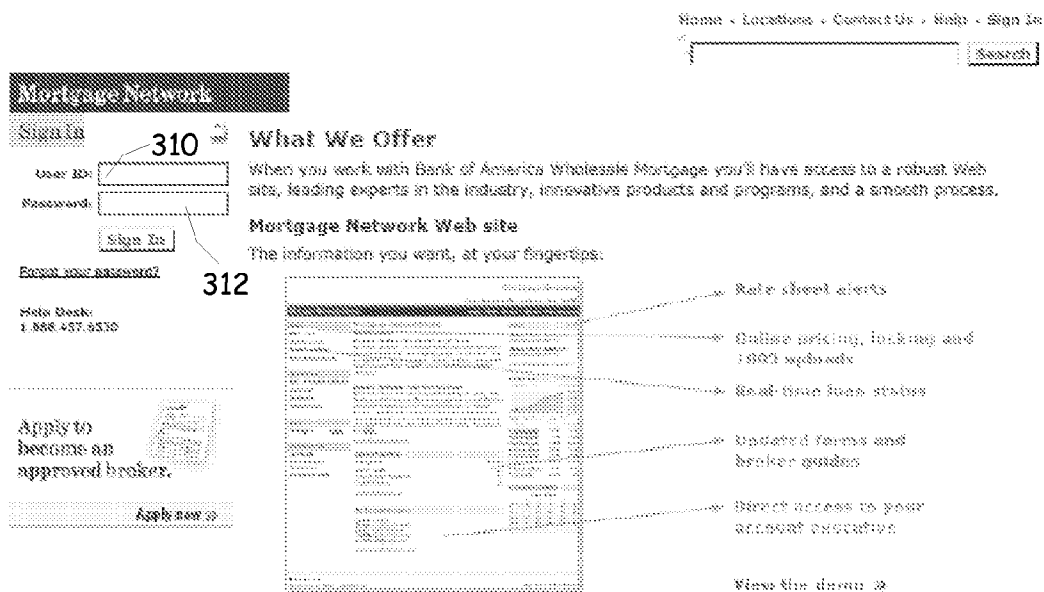 Home • Locations • Contact Us • Help • Sign In
Search
Mortgage Network
Sign In
310
User ID:
Password:
Sign In
Forgot your password?
312
Help Desk:
1.888.457.6530
Apply to
become an
approved broker.
Apply now »
What We Offer
When you work with Bank of America Wholesale Mortgage you'll have access to a robust Web
site, leading experts in the industry, innovative products and programs, and a smooth process.
Mortgage Network Web site
The information you want, at your fingertips:
Rate sheet alerts
Online pricing, locking and
1003 uploads
Real-time loan status
Updated forms and
broker guides
Direct access to your
account executive
View the demo »